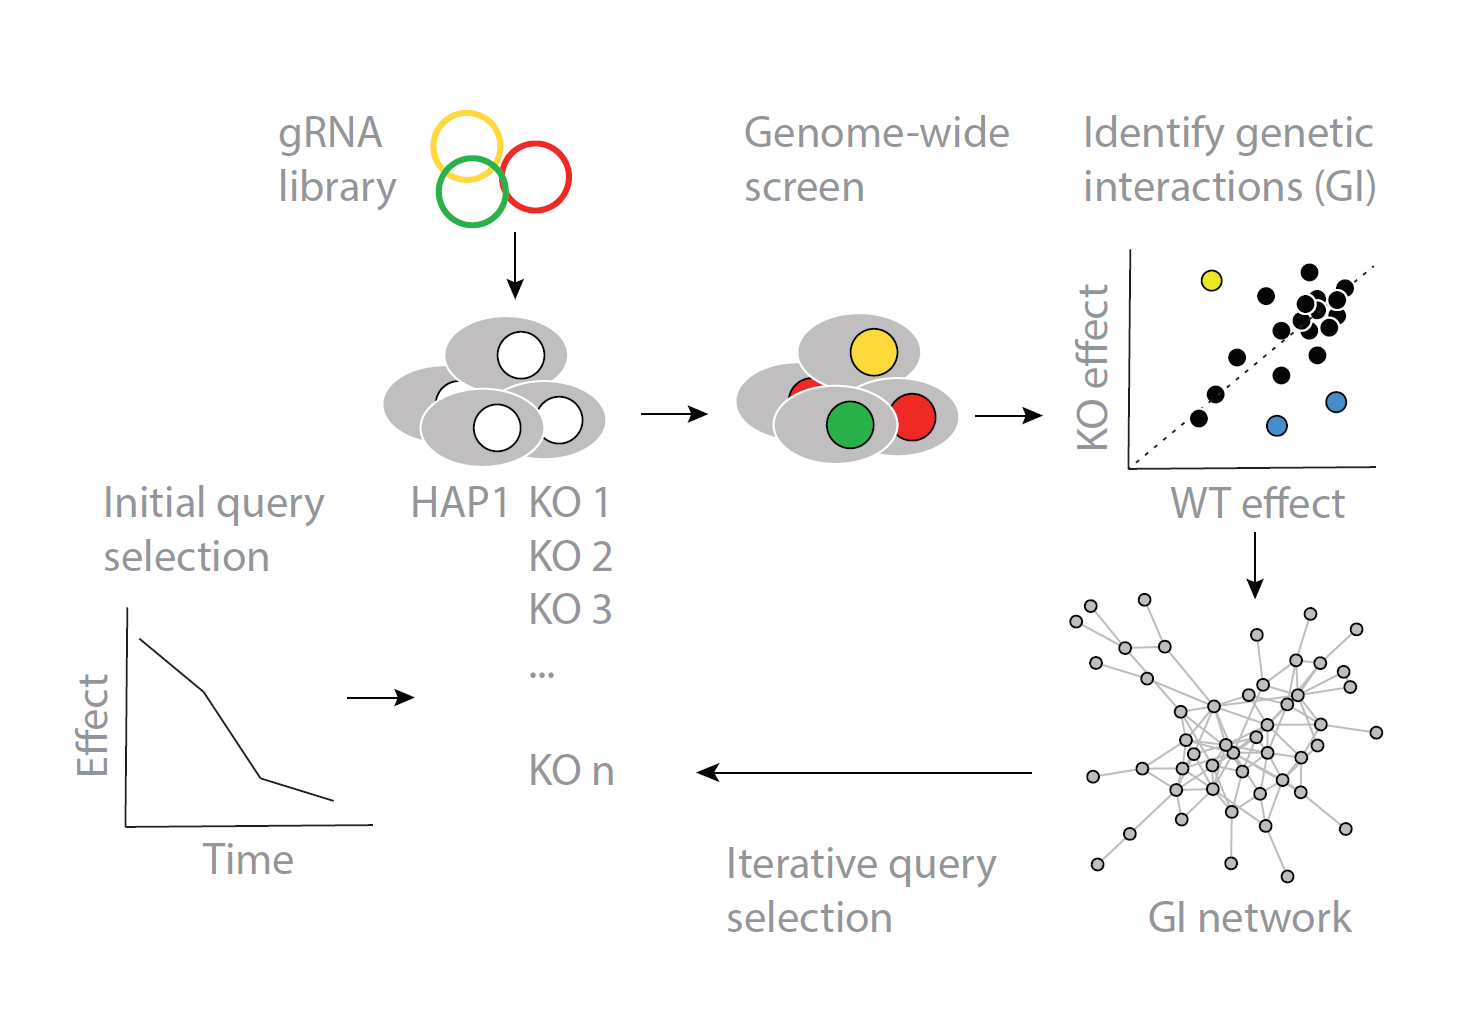 gRNA
library
Genome-wide
screen
Identify genetic
interactions (GI)
KO effect
WT effect
Initial query
selection
HAP1 KO 1
KO 2
KO 3
...
KO n
Effect
Time
Iterative query
selection
GI network